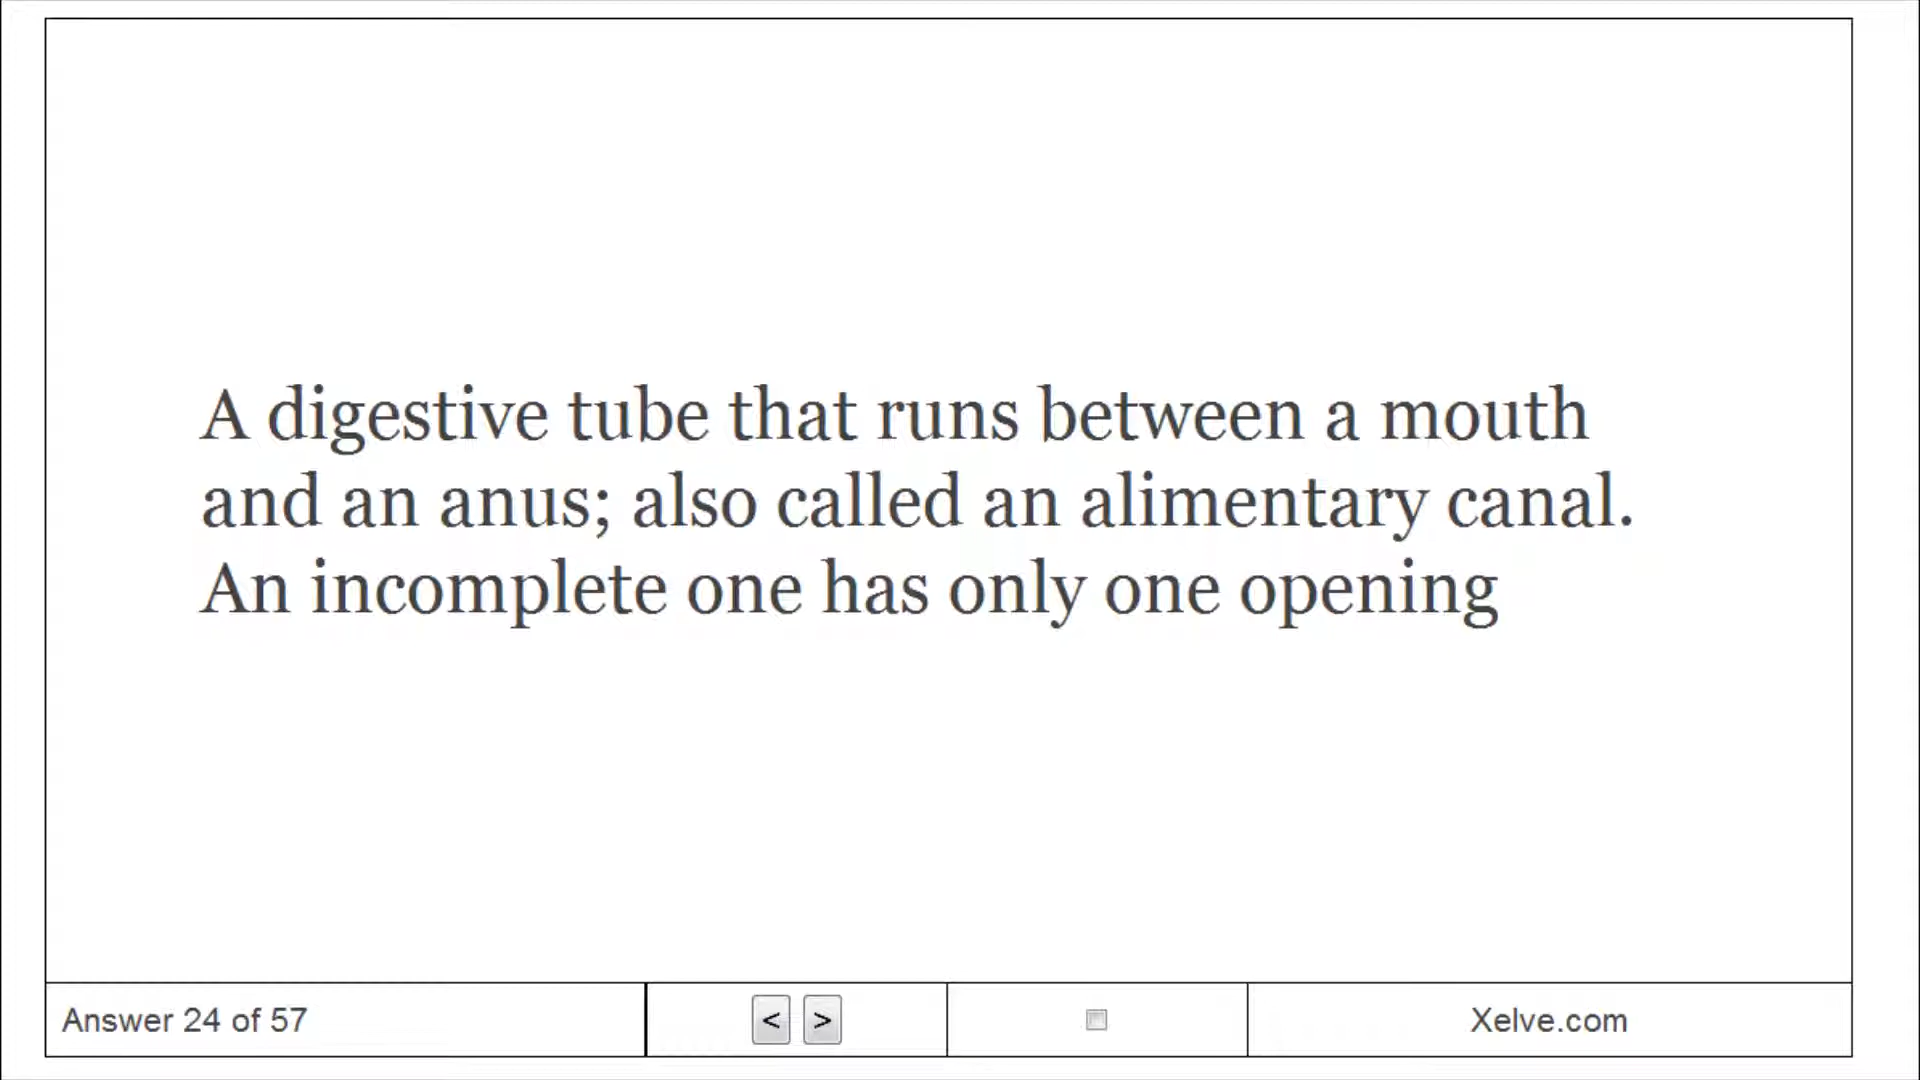 A digestive tube that runs between a mouth
and an anus; also called an alimentary canal.
An incomplete one has only one opening
Answer 24 of 57
< >
Xelve.com